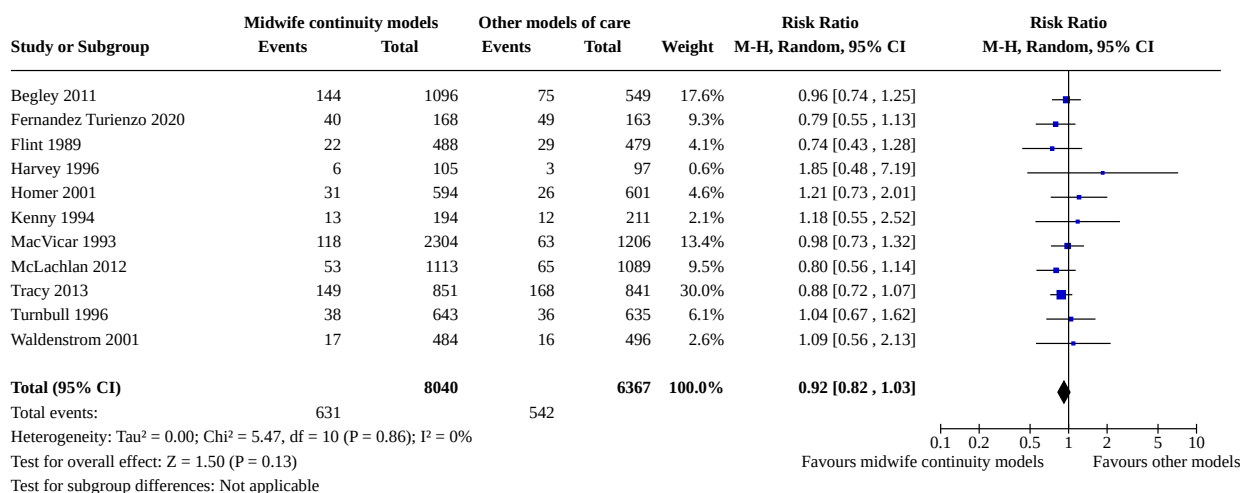 Midwife continuity models Other models of care Risk Ratio Risk Ratio
Study or Subgroup Events Total Events Total Weight M-H, Random, 95% CI M-H, Random, 95% CI
Begley 2011 144 1096 75 549 17.6% 0.96 [0.74 , 1.25]
Fernandez Turienzo 2020 40 168 49 163 9.3% 0.79 [0.55 , 1.13]
Flint 1989 22 488 29 479 4.1% 0.74 [0.43 , 1.28]
Harvey 1996 6 105 3 97 0.6% 1.85 [0.48 , 7.19]
Homer 2001 31 594 26 601 4.6% 1.21 [0.73 , 2.01]
Kenny 1994 13 194 12 211 2.1% 1.18 [0.55 , 2.52]
MacVicar 1993 118 2304 63 1206 13.4% 0.98 [0.73 , 1.32]
McLachlan 2012 53 1113 65 1089 9.5% 0.80 [0.56 , 1.14]
Tracy 2013 149 851 168 841 30.0% 0.88 [0.72 , 1.07]
Turnbull 1996 38 643 36 635 6.1% 1.04 [0.67 , 1.62]
Waldenstrom 2001 17 484 16 496 2.6% 1.09 [0.56 , 2.13]
Total (95% CI) 8040 6367 100.0% 0.92 [0.82 , 1.03]
Total events: 631 542
Heterogeneity: Tau² = 0.00; Chi² = 5.47, df = 10 (P = 0.86); I² = 0%
0.1 0.2 0.5 1 2 5 10
Test for overall effect: Z = 1.50 (P = 0.13) Favours midwife continuity models Favours other models
Test for subgroup differences: Not applicable